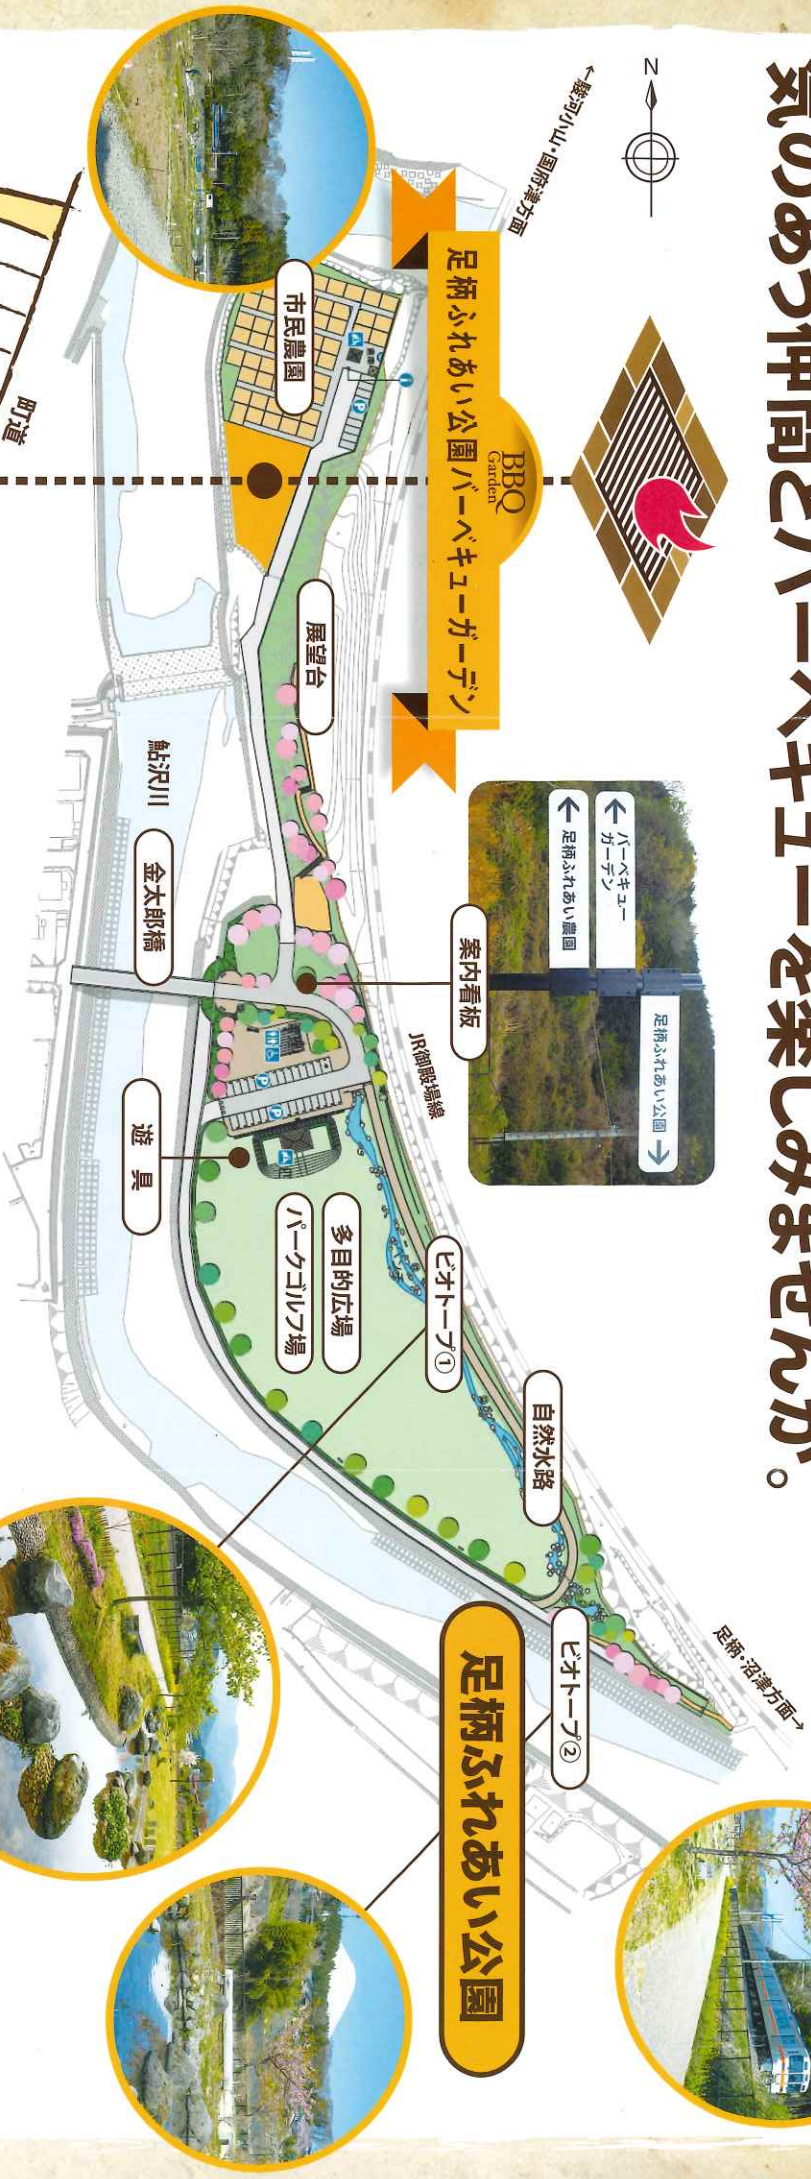 気のあう仲間とバーベキューを楽しみませんか。
N
←駿河小山・国府津方面
BBQ
Garden
足柄ふれあい公園バーベキューガーデン
市民農園
町道
展望台
鮎沢川
金太郎橋
←バーベキュー
ガーデン
←足柄ふれあい農園
足柄ふれあい公園→
案内看板
JR御殿場線
遊具
多目的広場
パークゴルフ場
ビオトープ①
自然水路
ビオトープ②
足柄・沼津方面→
足柄ふれあい公園
P
P
P